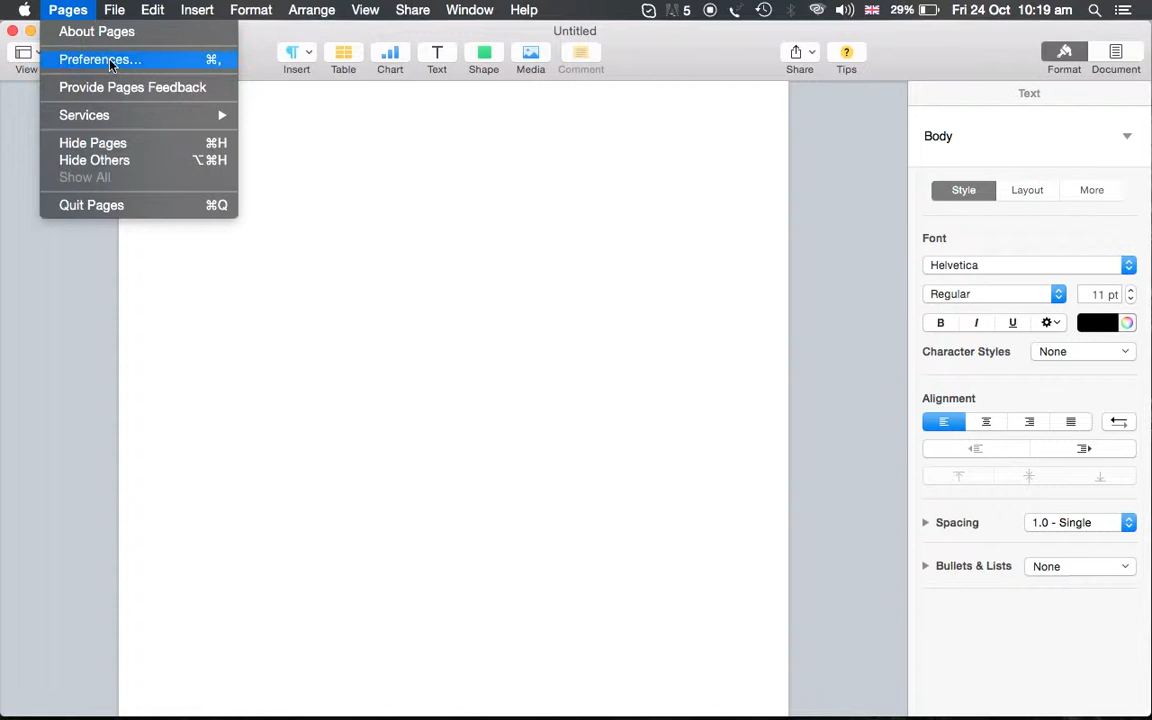 Pages File Edit Insert Format Arrange View Share Window Help 5 29% Fri 24 Oct 10:19 am
About Pages
Preferences... ⌘,
Provide Pages Feedback
Services ▶
Hide Pages ⌘H
Hide Others ⌥⌘H
Show All
Quit Pages ⌘Q
Untitled
View Insert Table Chart Text Shape Media Comment Share Tips Format Document
Text
Body
Style Layout More
Font
Helvetica
Regular 11 pt
B I U
Character Styles None
Alignment
Spacing 1.0 - Single
Bullets & Lists None